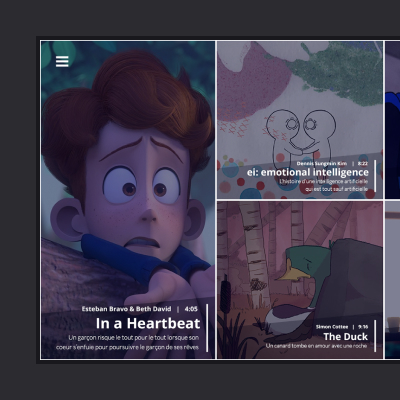 Esteban Bravo & Beth David | 4:05
In a Heartbeat
Un garçon risque le tout pour le tout lorsque son
coeur s'enfuie pour poursuivre le garçon de ses rêves
Dennis Sungmin Kim | 8:22
ei: emotional intelligence
L'histoire d'une intelligence artificielle
qui est tout sauf artificielle
Simon Cottee | 9:16
The Duck
Un canard tombe en amour avec une roche